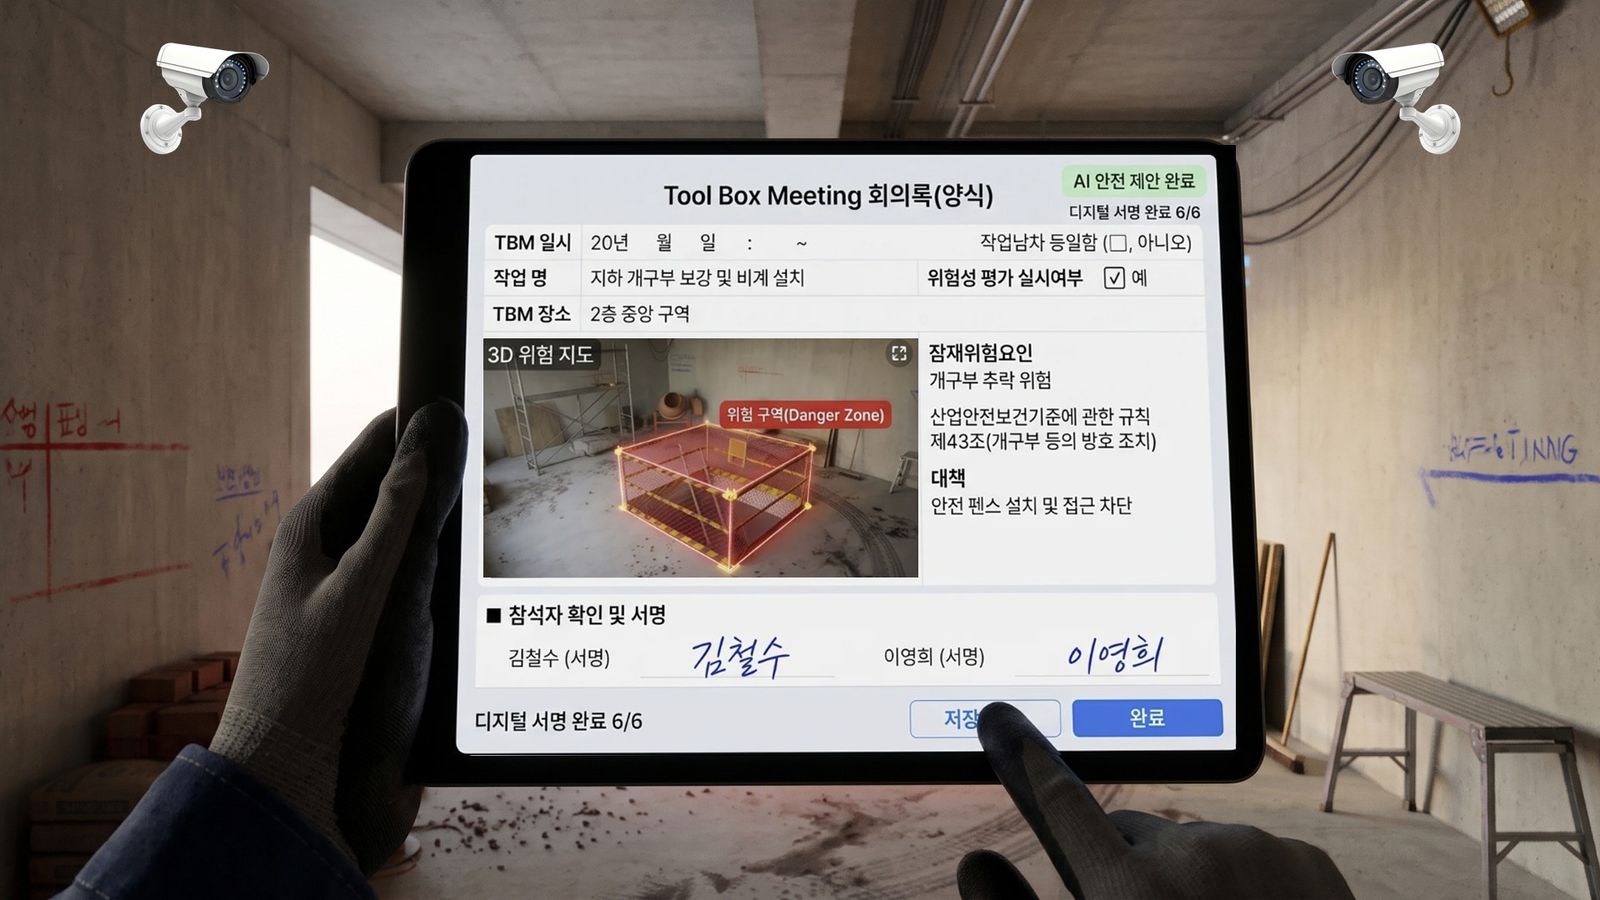 Tool Box Meeting 회의록(양식)
AI 안전 제안 완료
디지털 서명 완료 6/6
TBM 일시 20년 월 일 : ~ 작업남차 등일함 (□, 아니오)
작업 명 지하 개구부 보강 및 비계 설치 위험성 평가 실시여부 ☑ 예
TBM 장소 2층 중앙 구역
3D 위험 지도
위험 구역(Danger Zone)
잠재위험요인
개구부 추락 위험
산업안전보건기준에 관한 규칙
제43조(개구부 등의 방호 조치)
대책
안전 펜스 설치 및 접근 차단
■ 참석자 확인 및 서명
김철수 (서명) 김철수 이영희 (서명) 이영희
디지털 서명 완료 6/6
저장
완료